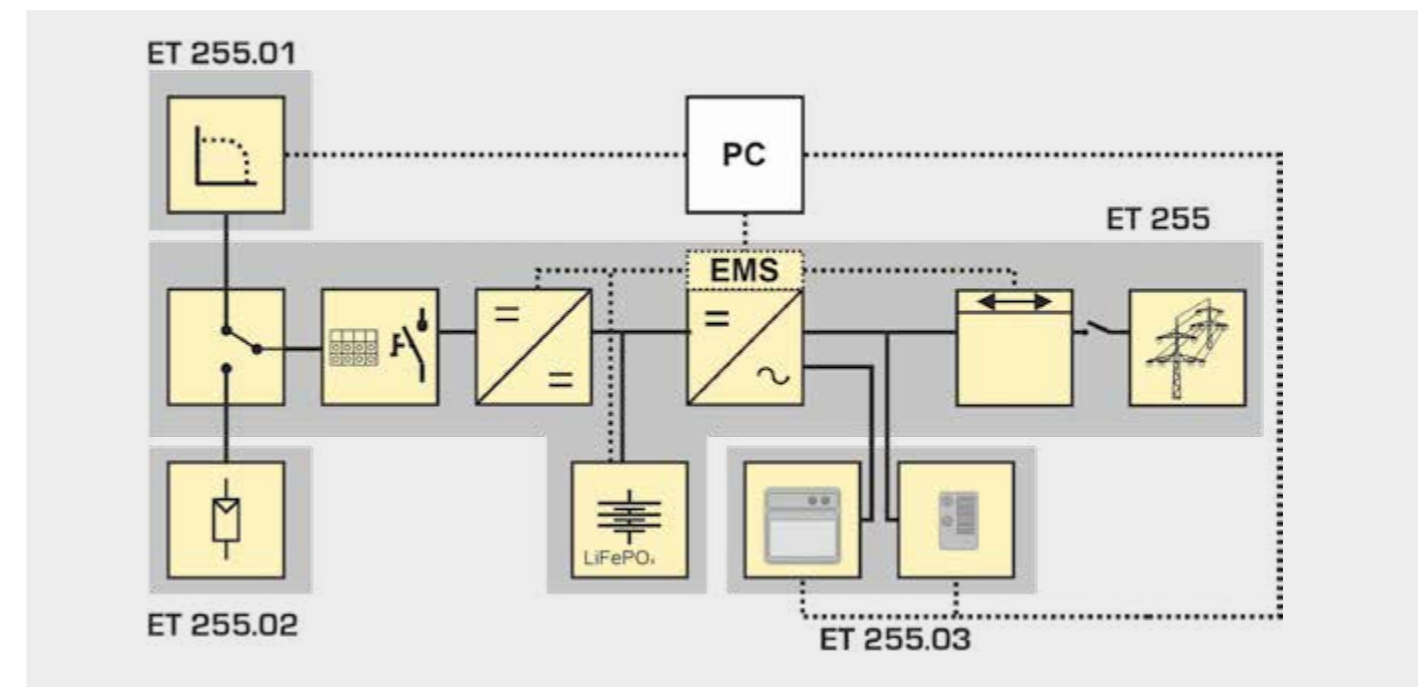 ET 255.01
PC
ET 255
EMS
LiFePO₄
ET 255.02
ET 255.03